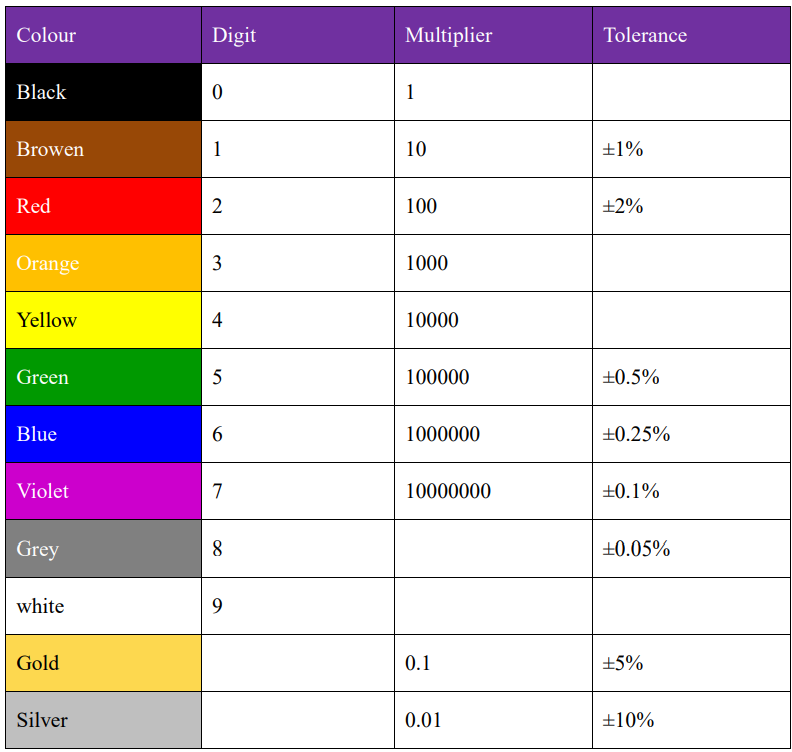 Colour Digit Multiplier Tolerance
Black 0 1
Browen 1 10 ±1%
Red 2 100 ±2%
Orange 3 1000
Yellow 4 10000
Green 5 100000 ±0.5%
Blue 6 1000000 ±0.25%
Violet 7 10000000 ±0.1%
Grey 8 ±0.05%
white 9
Gold 0.1 ±5%
Silver 0.01 ±10%